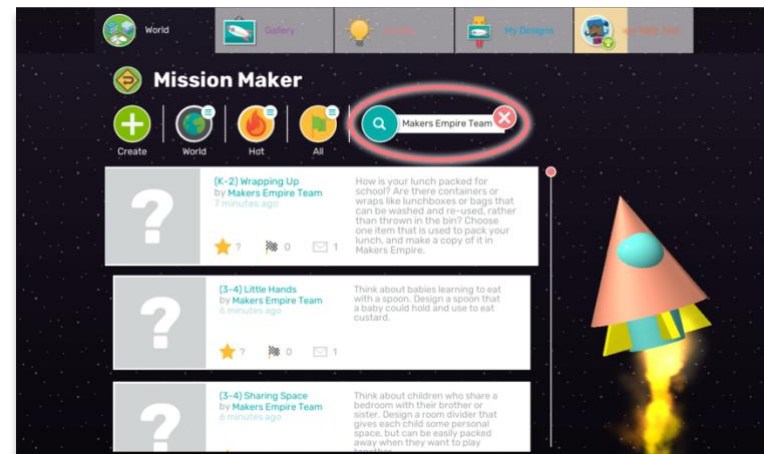 World
Gallery
My Designs
Mission Maker
Create
World
Hot
All
Makers Empire Team
(K-2) Wrapping Up
by Makers Empire Team
7 minutes ago
? 0 1
How is your lunch packed for
school? Are there containers or
wraps like lunchboxes or bags that
can be washed and re-used, rather
than thrown in the bin? Choose
one item that is used to pack your
lunch, and make a copy of it in
Makers Empire.
(3-4) Little Hands
by Makers Empire Team
6 minutes ago
? 0 1
Think about babies learning to eat
with a spoon. Design a spoon that
a baby could hold and use to eat
custard.
(3-4) Sharing Space
by Makers Empire Team
6 minutes ago
Think about children who share a
bedroom with their brother or
sister. Design a room divider that
gives each child some personal
space, but can be easily packed
away when they want to play
together.